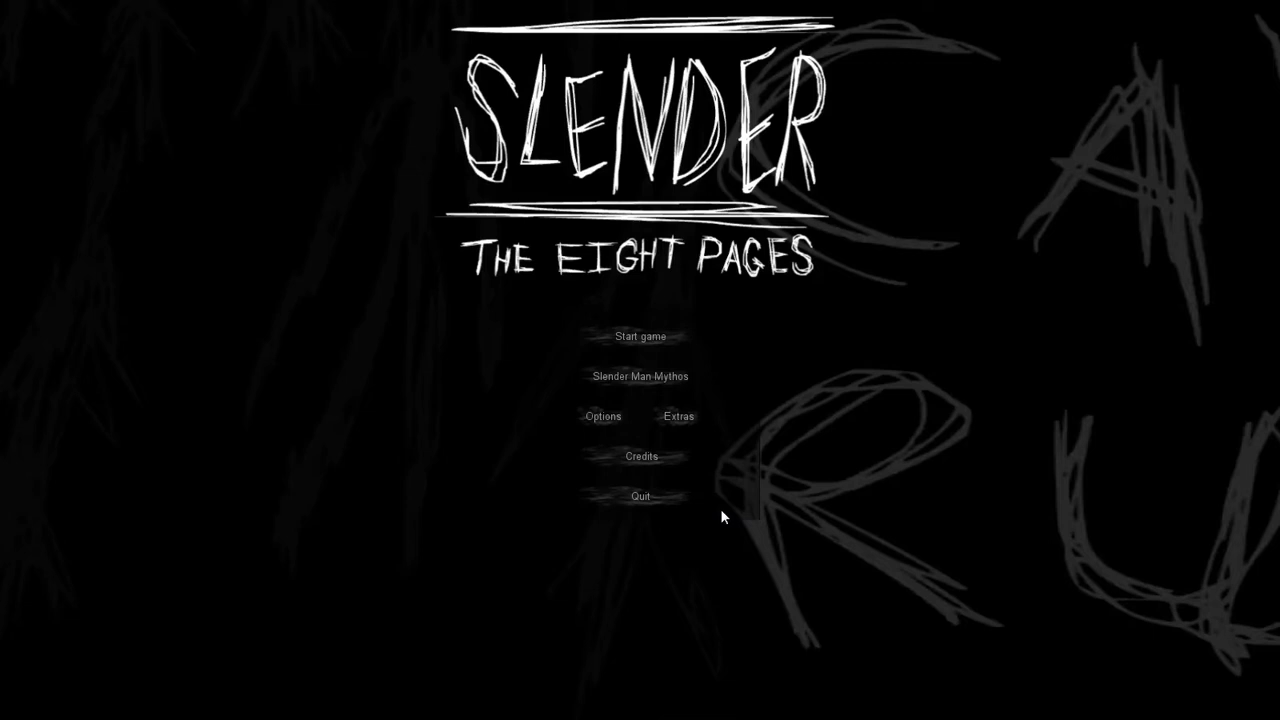 SLENDER
THE EIGHT PAGES
Start game
Slender Man Mythos
Options Extras
Credits
Quit
C A
R U